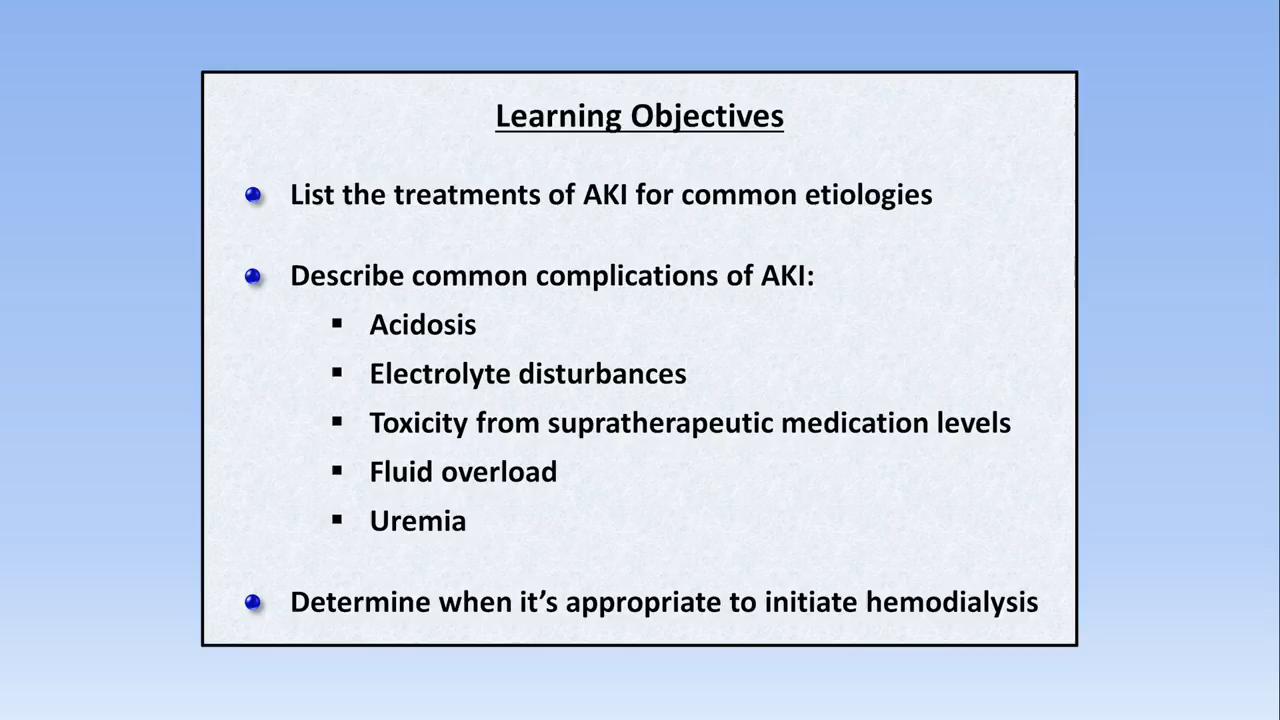 Learning Objectives
List the treatments of AKI for common etiologies
Describe common complications of AKI:
Acidosis
Electrolyte disturbances
Toxicity from supratherapeutic medication levels
Fluid overload
Uremia
Determine when it’s appropriate to initiate hemodialysis